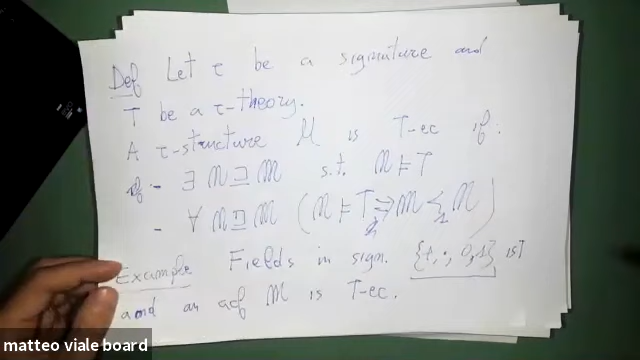 Def Let τ be a signature and
T be a τ-theory.
A τ-structure M is T-ec if:
- ∃ N ⊒ M s.t. N ⊨ T
- ∀ N ⊒ M (N ⊨ T ⇒ M ≺₁ N)
Example Fields in sign. {+, ·, 0, 1} is T
and an acf M is T-ec.
matteo viale board